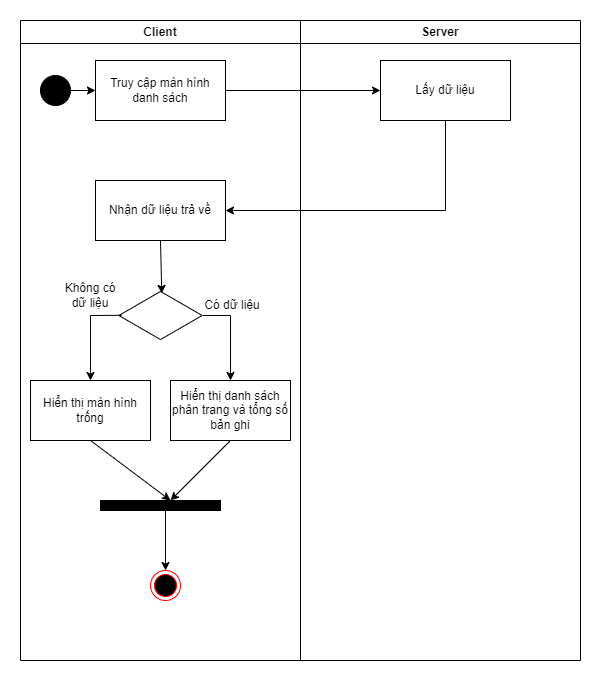 Client
Server
Truy cập màn hình
danh sách
Lấy dữ liệu
Nhận dữ liệu trả về
Không có
dữ liệu
Có dữ liệu
Hiển thị màn hình
trống
Hiển thị danh sách
phân trang và tổng số
bản ghi